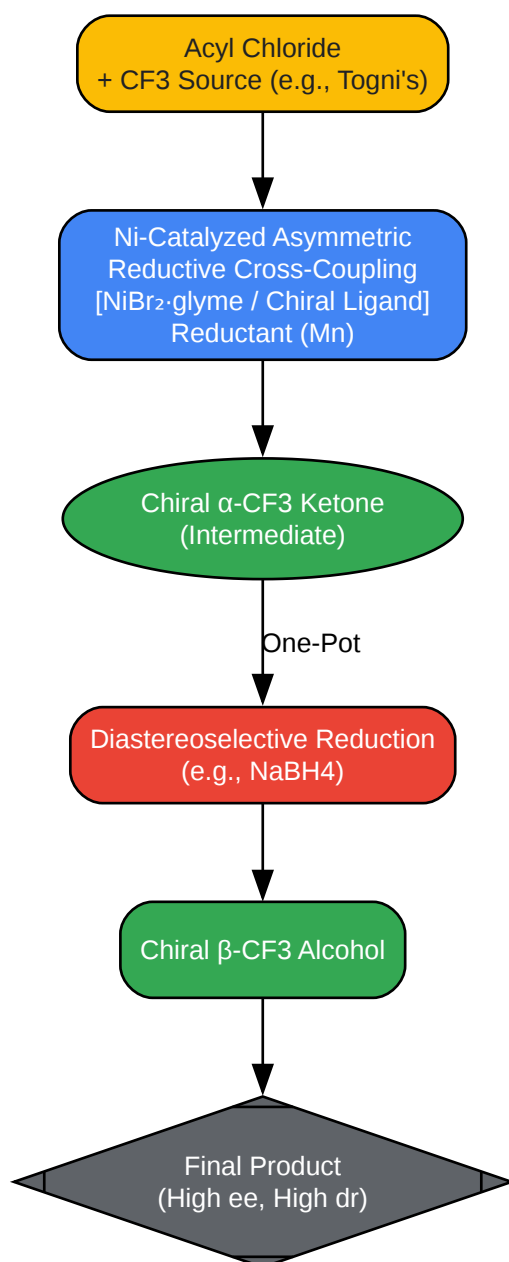 Acyl Chloride
+ CF3 Source (e.g., Togni's)
Ni-Catalyzed Asymmetric
Reductive Cross-Coupling
[NiBr₂·glyme / Chiral Ligand]
Reductant (Mn)
Chiral α-CF3 Ketone
(Intermediate)
One-Pot
Diastereoselective Reduction
(e.g., NaBH4)
Chiral β-CF3 Alcohol
Final Product
(High ee, High dr)